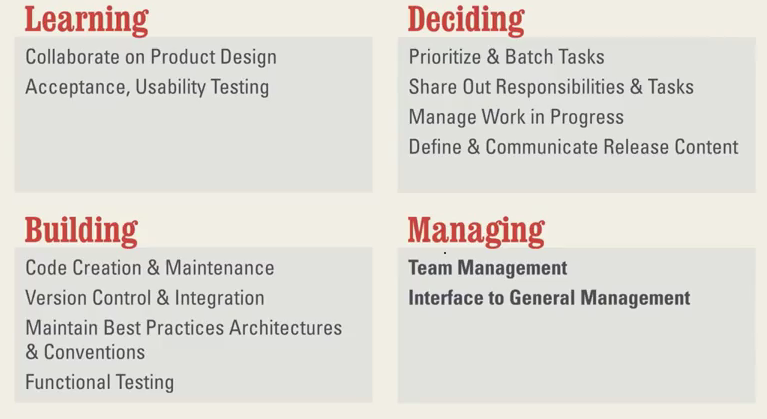 Learning
Collaborate on Product Design
Acceptance, Usability Testing
Deciding
Prioritize & Batch Tasks
Share Out Responsibilities & Tasks
Manage Work in Progress
Define & Communicate Release Content
Building
Code Creation & Maintenance
Version Control & Integration
Maintain Best Practices Architectures
& Conventions
Functional Testing
Managing
Team Management
Interface to General Management